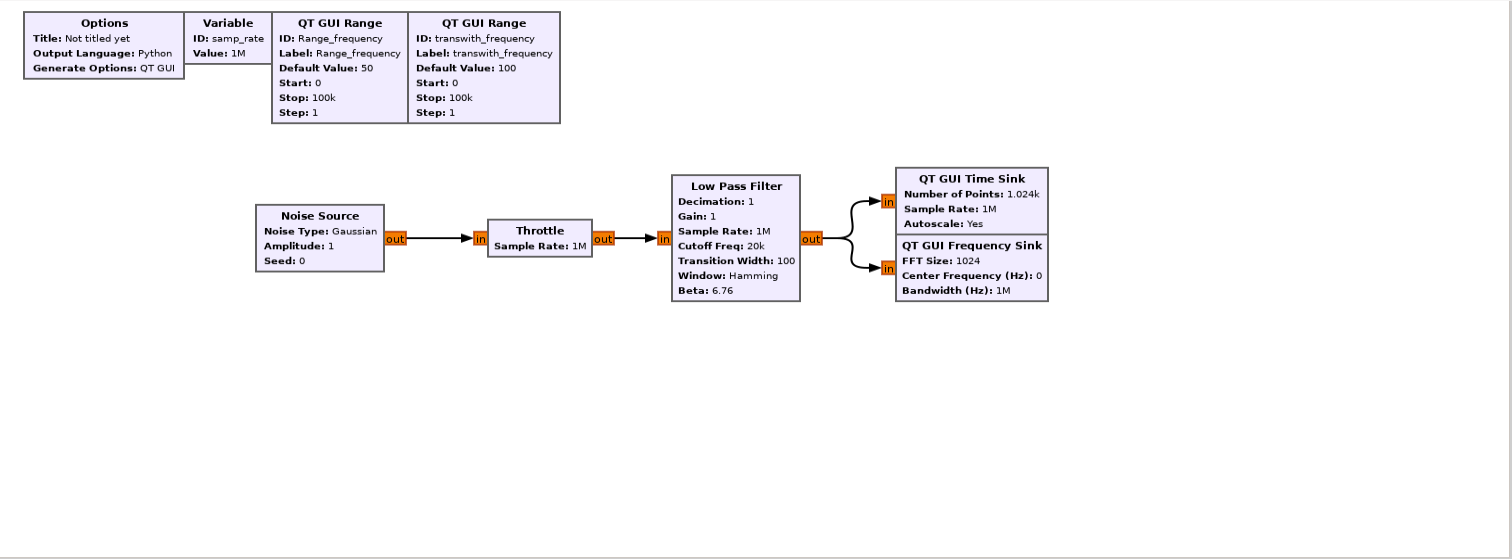 Options
Title: Not titled yet
Output Language: Python
Generate Options: QT GUI
Variable
ID: samp_rate
Value: 1M
QT GUI Range
ID: Range_frequency
Label: Range_frequency
Default Value: 50
Start: 0
Stop: 100k
Step: 1
QT GUI Range
ID: transwith_frequency
Label: transwith_frequency
Default Value: 100
Start: 0
Stop: 100k
Step: 1
Noise Source
Noise Type: Gaussian
Amplitude: 1
Seed: 0
out
in
Throttle
Sample Rate: 1M
out
in
Low Pass Filter
Decimation: 1
Gain: 1
Sample Rate: 1M
Cutoff Freq: 20k
Transition Width: 100
Window: Hamming
Beta: 6.76
out
in
QT GUI Time Sink
Number of Points: 1.024k
Sample Rate: 1M
Autoscale: Yes
in
QT GUI Frequency Sink
FFT Size: 1024
Center Frequency (Hz): 0
Bandwidth (Hz): 1M